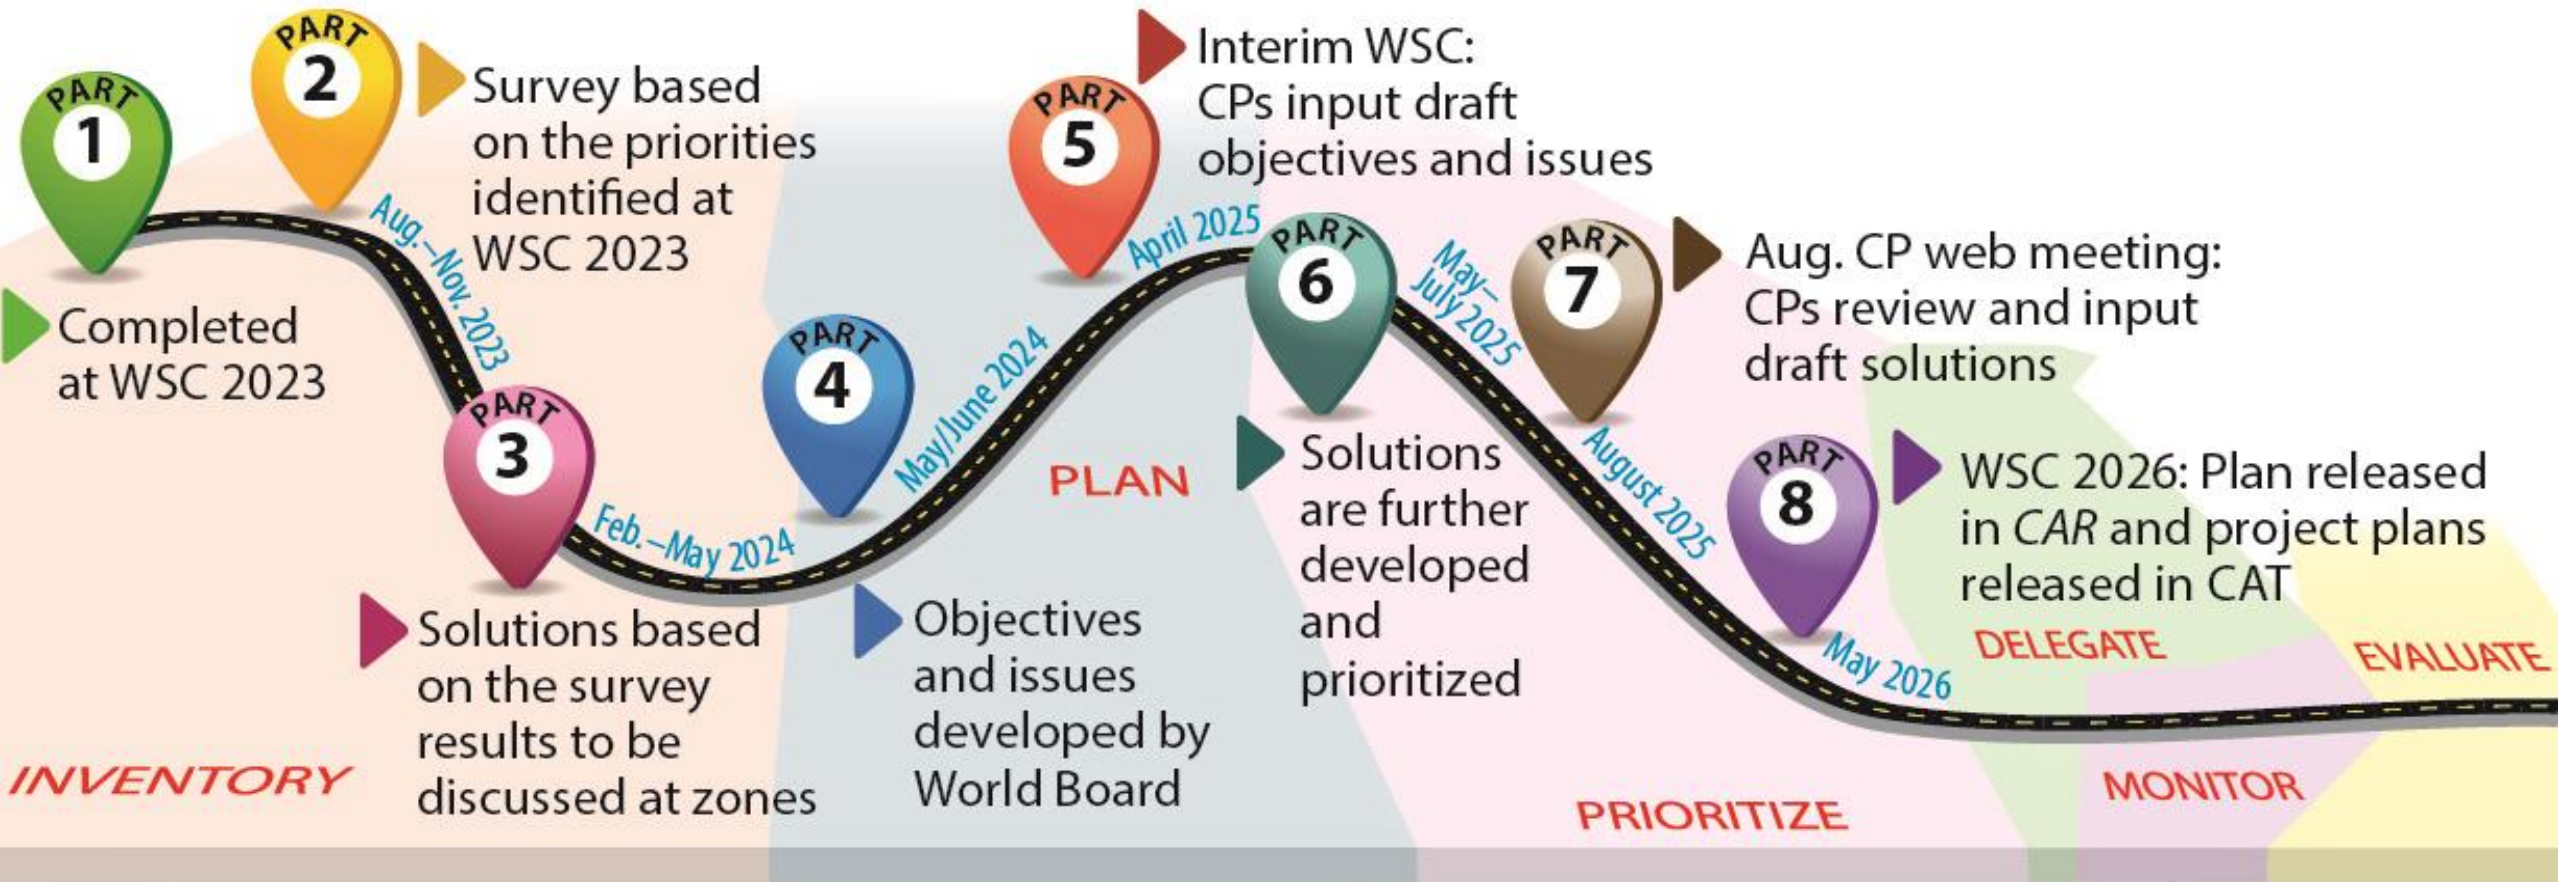 PART
1
Completed
at WSC 2023
PART
2
Survey based
on the priorities
identified at
WSC 2023
Aug.–Nov. 2023
PART
3
Solutions based
on the survey
results to be
discussed at zones
Feb.–May 2024
INVENTORY
PART
4
Objectives
and issues
developed by
World Board
May/June 2024
PLAN
PART
5
Interim WSC:
CPs input draft
objectives and issues
April 2025
PART
6
Solutions
are further
developed
and
prioritized
May–
July 2025
PART
7
Aug. CP web meeting:
CPs review and input
draft solutions
August 2025
PRIORITIZE
PART
8
WSC 2026: Plan released
in CAR and project plans
released in CAT
May 2026
DELEGATE
MONITOR
EVALUATE